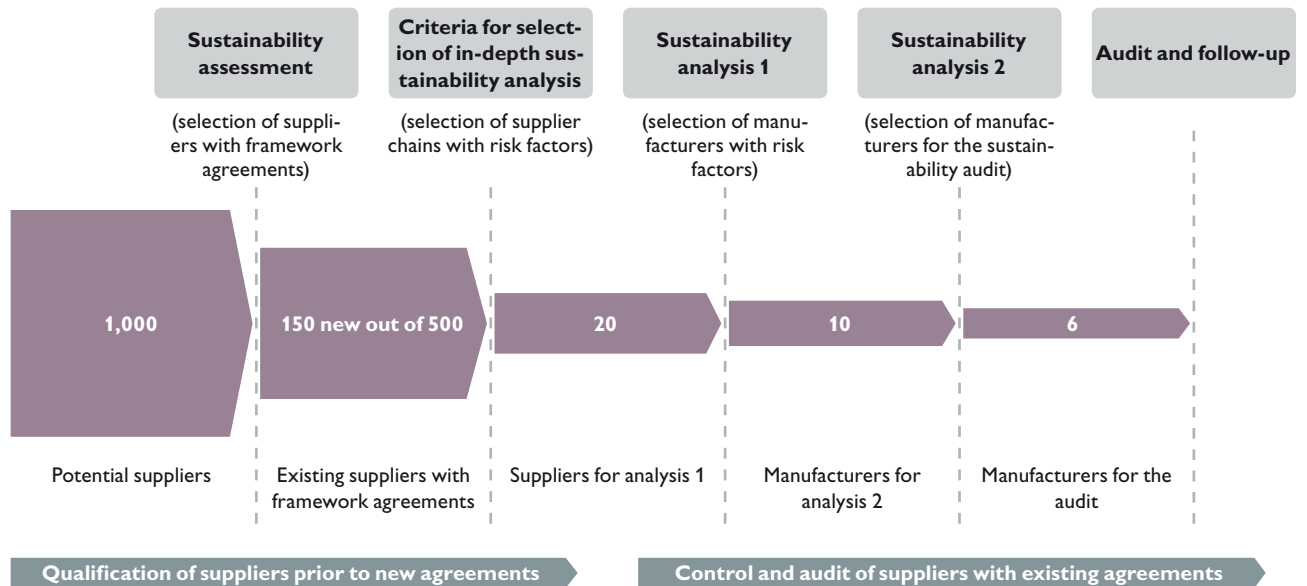 Sustainability
assessment
Criteria for select-
ion of in-depth sus-
tainability analysis
Sustainability
analysis 1
Sustainability
analysis 2
Audit and follow-up
(selection of suppli-
ers with framework
agreements)
(selection of supplier
chains with risk factors)
(selection of manu-
facturers with risk
factors)
(selection of manufac-
turers for the sustain-
ability audit)
1,000
150 new out of 500
20
10
6
Potential suppliers
Existing suppliers with
framework agreements
Suppliers for analysis 1
Manufacturers for
analysis 2
Manufacturers for the
audit
Qualification of suppliers prior to new agreements
Control and audit of suppliers with existing agreements